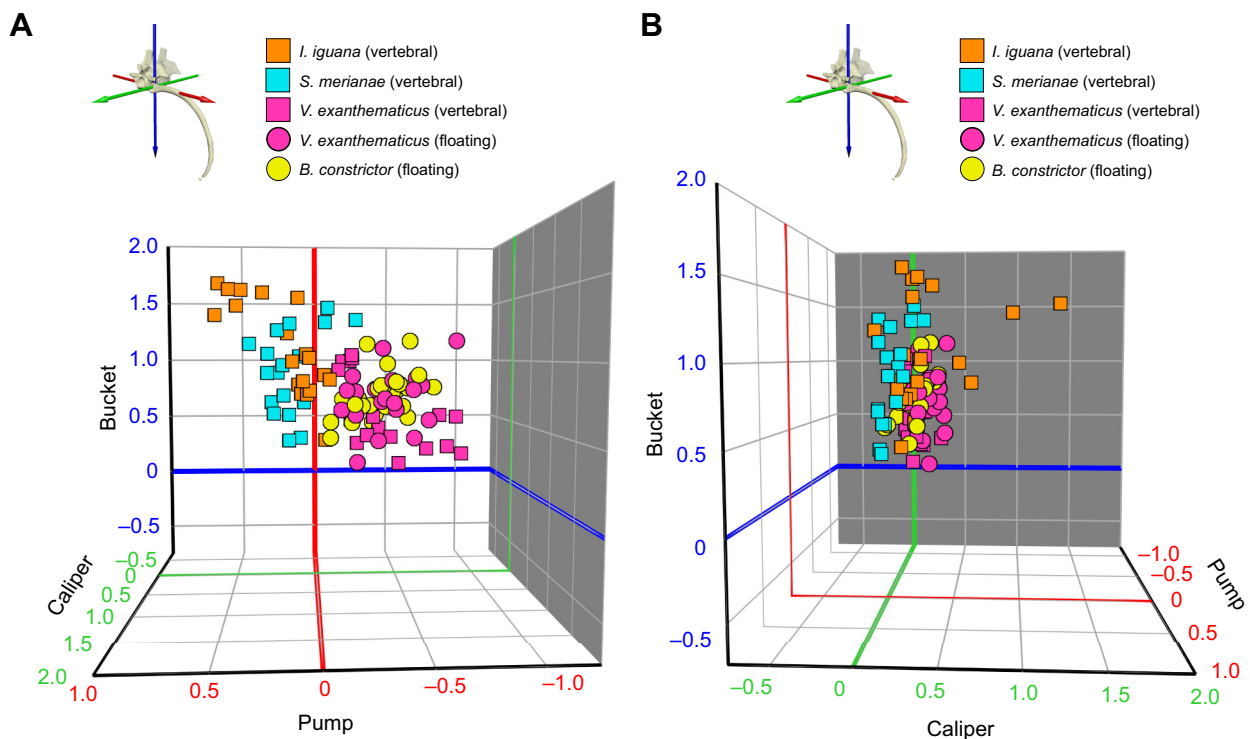 A
I. iguana (vertebral)
S. merianae (vertebral)
V. exanthematicus (vertebral)
V. exanthematicus (floating)
B. constrictor (floating)
2.0
1.5
1.0
0.5
0
–0.5
Bucket
–0.5
0
0.5
1.0
1.5
2.0
Caliper
1.0
0.5
0
–0.5
–1.0
Pump
B
I. iguana (vertebral)
S. merianae (vertebral)
V. exanthematicus (vertebral)
V. exanthematicus (floating)
B. constrictor (floating)
2.0
1.5
1.0
0.5
0
–0.5
Bucket
–1.0
–0.5
0
0.5
1.0
Pump
–0.5
0
0.5
1.0
1.5
2.0
Caliper